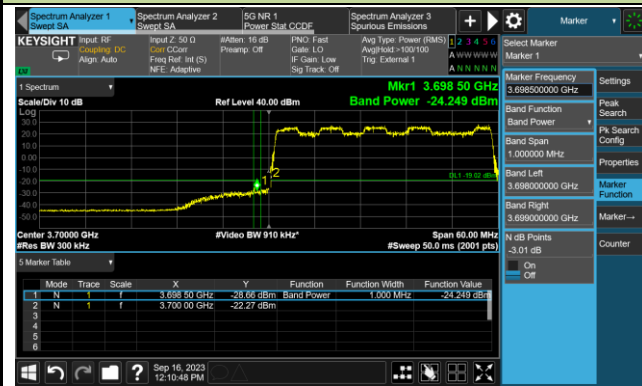 Spectrum Analyzer 1
Swept SA
Spectrum Analyzer 2
Swept SA
5G NR 1
Power Stat CCDF
Spectrum Analyzer 3
Spurious Emissions
Marker
KEYSIGHT
Input: RF
Coupling: DC
Align: Auto
Input Z: 50 Ω
Corr CCorr
Freq Ref: Int (S)
NFE: Adaptive
#Atten: 16 dB
Preamp: Off
PNO: Fast
Gate: LO
IF Gain: Low
Sig Track: Off
Avg Type: Power (RMS)
Avg|Hold:>100/100
Trig: External 1
1 2 3 4 5 6
A W W W W W
A N N N N N
LXI
Select Marker
Marker 1
1 Spectrum
Mkr1 3.698 50 GHz
Scale/Div 10 dB
Ref Level 40.00 dBm
Band Power -24.249 dBm
Log
30.0
20.0
10.0
0.00
-10.0
-20.0
-30.0
-40.0
-50.0
DL1 -19.02 dBm
1
2
Center 3.70000 GHz
#Video BW 910 kHz*
Span 60.00 MHz
#Res BW 300 kHz
#Sweep 50.0 ms (2001 pts)
Marker Frequency
3.698500000 GHz
Band Function
Band Power
Band Span
1.000000 MHz
Band Left
3.698000000 GHz
Band Right
3.699000000 GHz
N dB Points
-3.01 dB
On
Off
Settings
Peak
Search
Pk Search
Config
Properties
Marker
Function
Marker→
Counter
5 Marker Table
Mode Trace Scale X Y Function Function Width Function Value
1 N 1 f 3.698 50 GHz -28.66 dBm Band Power 1.000 MHz -24.249 dBm
2 N 1 f 3.700 00 GHz -22.27 dBm
3
4
5
6
?
Sep 16, 2023
12:10:48 PM